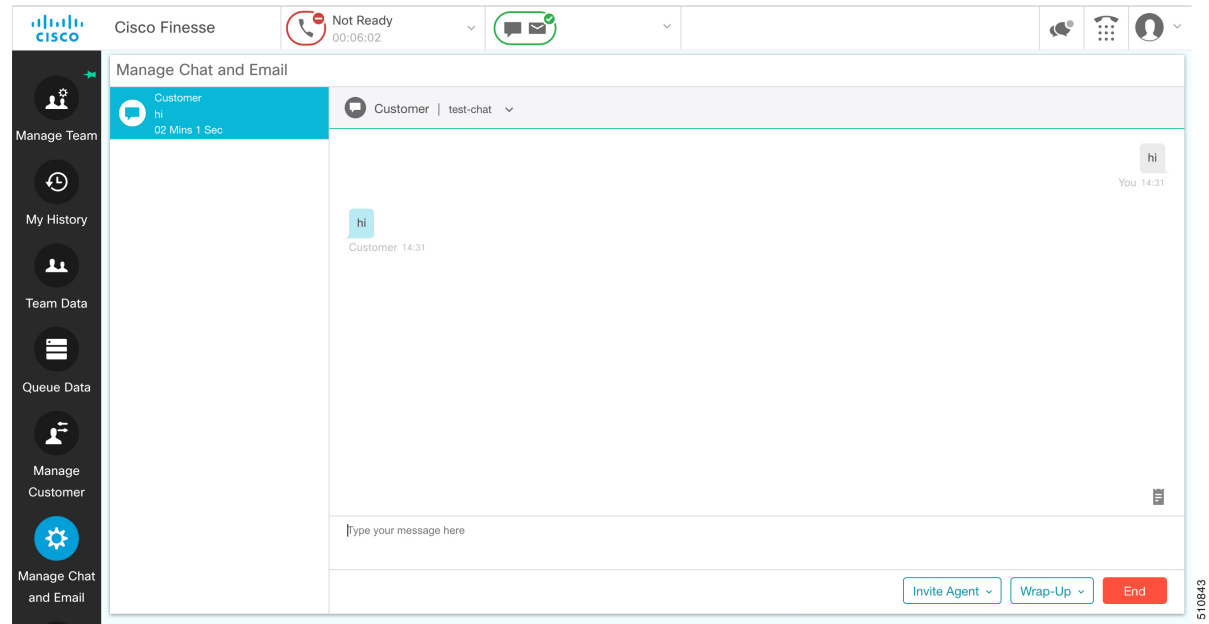 CISCO
Cisco Finesse
Not Ready
00:06:02
Manage Team
My History
Team Data
Queue Data
Manage
Customer
Manage Chat
and Email
Manage Chat and Email
Customer
hi
02 Mins 1 Sec
Customer | test-chat
hi
You 14:31
hi
Customer 14:31
Type your message here
Invite Agent
Wrap-Up
End
510843